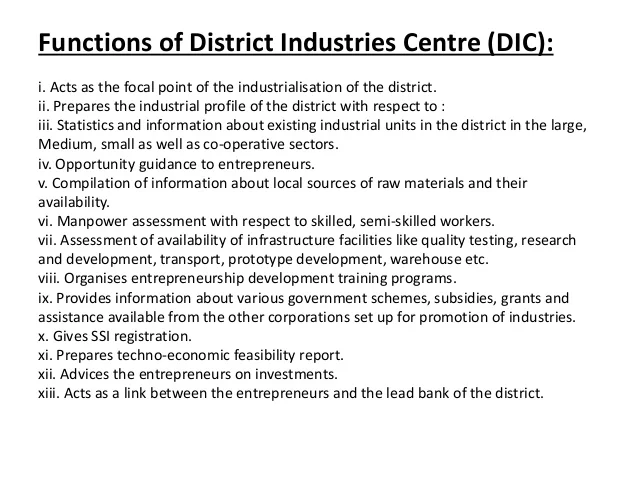 Functions of District Industries Centre (DIC):
i. Acts as the focal point of the industrialisation of the district.
ii. Prepares the industrial profile of the district with respect to :
iii. Statistics and information about existing industrial units in the district in the large,
Medium, small as well as co-operative sectors.
iv. Opportunity guidance to entrepreneurs.
v. Compilation of information about local sources of raw materials and their
availability.
vi. Manpower assessment with respect to skilled, semi-skilled workers.
vii. Assessment of availability of infrastructure facilities like quality testing, research
and development, transport, prototype development, warehouse etc.
viii. Organises entrepreneurship development training programs.
ix. Provides information about various government schemes, subsidies, grants and
assistance available from the other corporations set up for promotion of industries.
x. Gives SSI registration.
xi. Prepares techno-economic feasibility report.
xii. Advices the entrepreneurs on investments.
xiii. Acts as a link between the entrepreneurs and the lead bank of the district.